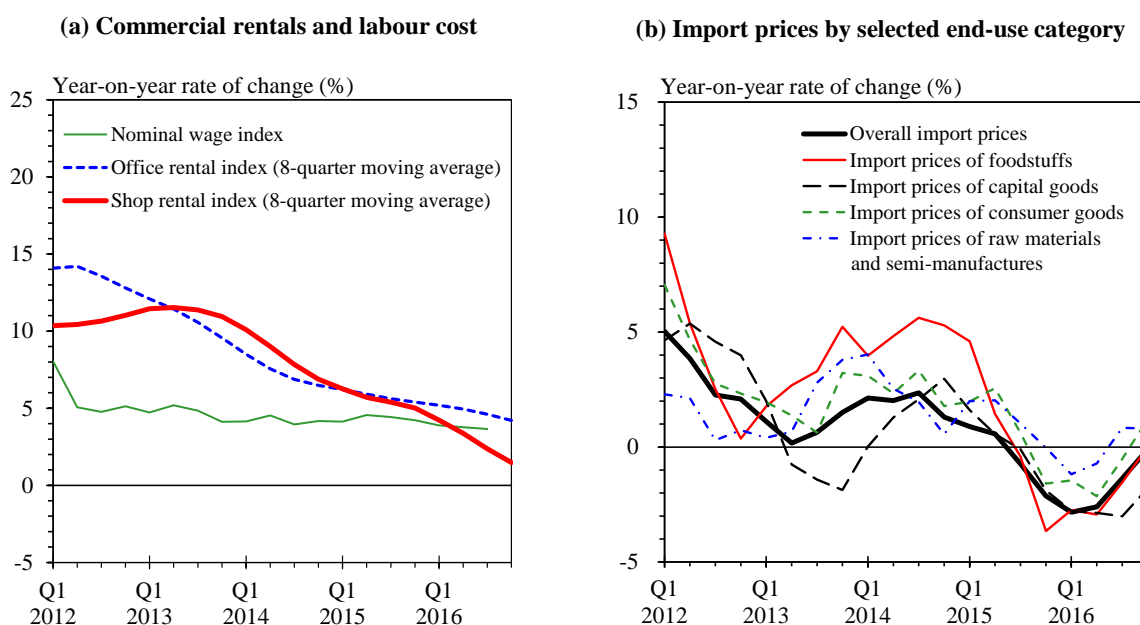 (a) Commercial rentals and labour cost
Year-on-year rate of change (%)
25
20
15
10
5
0
-5
Nominal wage index
Office rental index (8-quarter moving average)
Shop rental index (8-quarter moving average)
Q1 Q1 Q1 Q1 Q1
2012 2013 2014 2015 2016
(b) Import prices by selected end-use category
Year-on-year rate of change (%)
15
10
5
0
-5
Overall import prices
Import prices of foodstuffs
Import prices of capital goods
Import prices of consumer goods
Import prices of raw materials
and semi-manufactures
Q1 Q1 Q1 Q1 Q1
2012 2013 2014 2015 2016